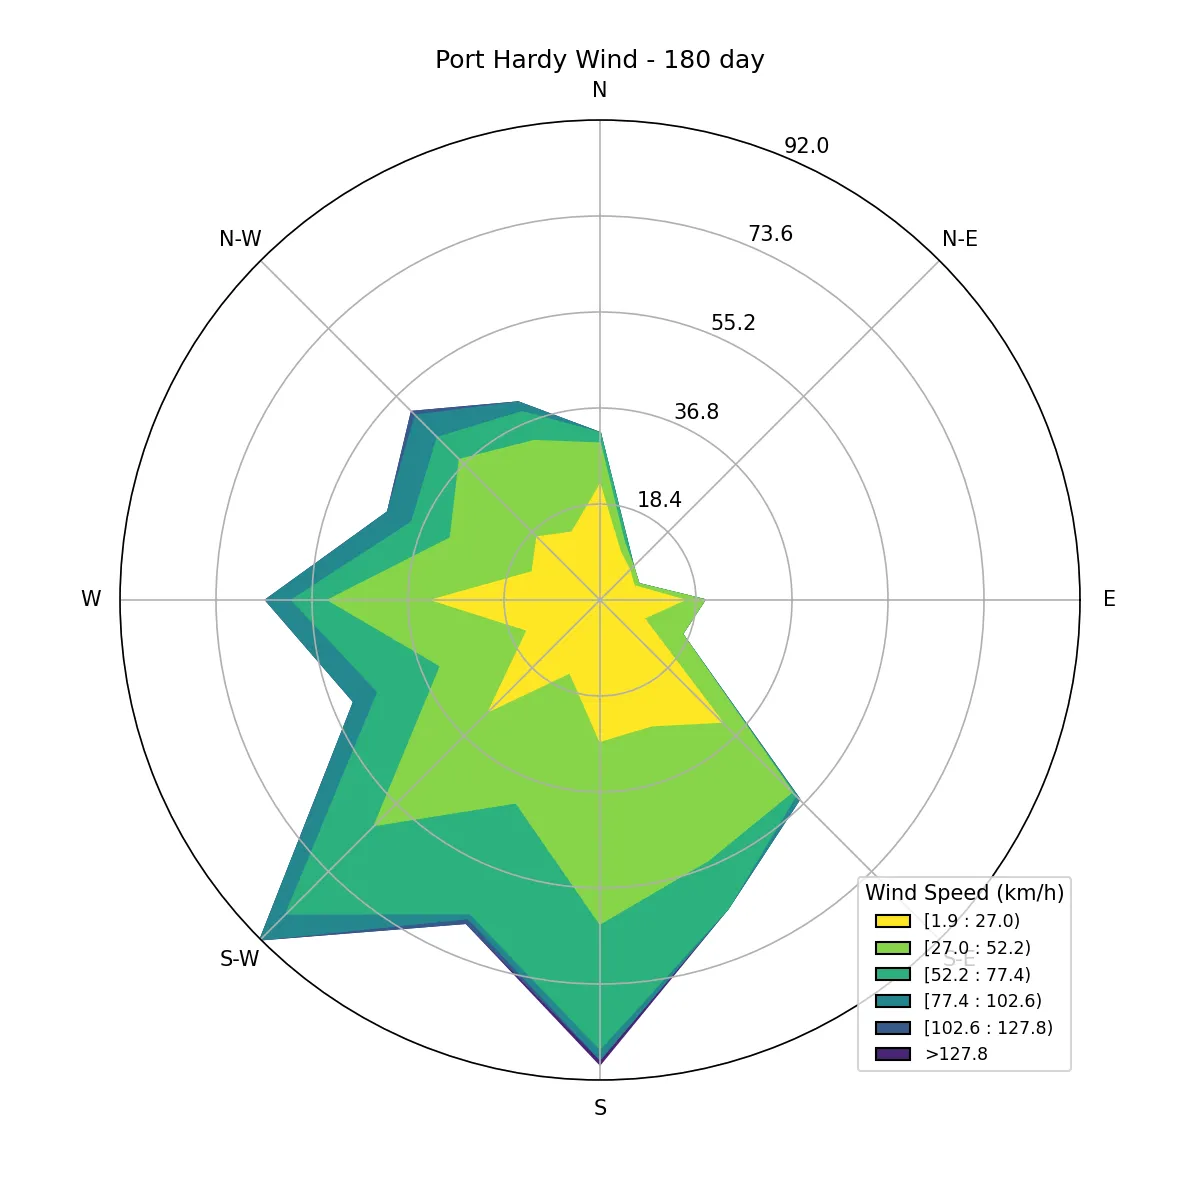 Port Hardy Wind - 180 day
N
92.0
N-W
73.6
N-E
55.2
36.8
18.4
W
E
S-W
S-E
S
Wind Speed (km/h)
[1.9 : 27.0)
[27.0 : 52.2)
[52.2 : 77.4)
[77.4 : 102.6)
[102.6 : 127.8)
>127.8